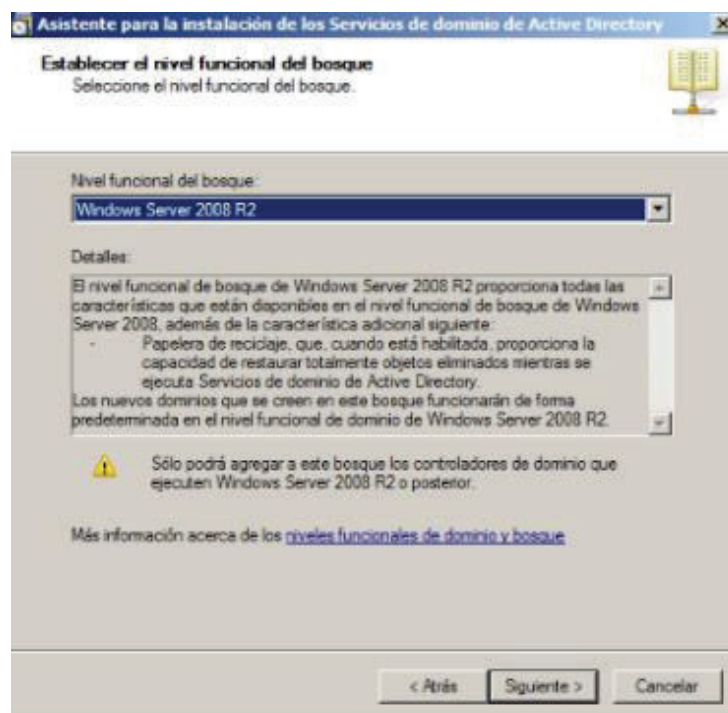 Asistente para la instalación de los Servicios de dominio de Active Directory
Establecer el nivel funcional del bosque
Seleccione el nivel funcional del bosque.
Nivel funcional del bosque:
Windows Server 2008 R2
Detalles:
El nivel funcional de bosque de Windows Server 2008 R2 proporciona todas las
características que están disponibles en el nivel funcional de bosque de Windows
Server 2008, además de la característica adicional siguiente:
- Papelera de reciclaje, que, cuando está habilitada, proporciona la
capacidad de restaurar totalmente objetos eliminados mientras se
ejecuta Servicios de dominio de Active Directory.
Los nuevos dominios que se creen en este bosque funcionarán de forma
predeterminada en el nivel funcional de dominio de Windows Server 2008 R2.
Sólo podrá agregar a este bosque los controladores de dominio que
ejecuten Windows Server 2008 R2 o posterior.
Más información acerca de los niveles funcionales de dominio y bosque
< Atrás
Siguiente >
Cancelar